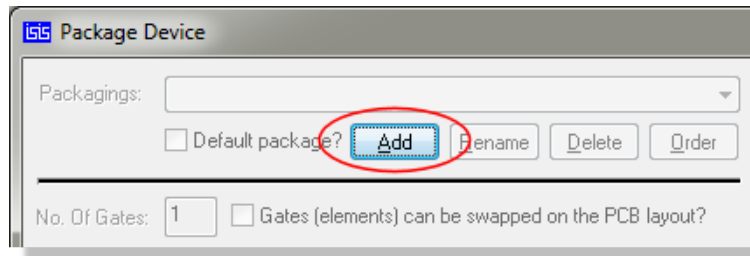 isis Package Device
Packagings:
Default package? Add Rename Delete Order
No. Of Gates: 1 Gates (elements) can be swapped on the PCB layout?